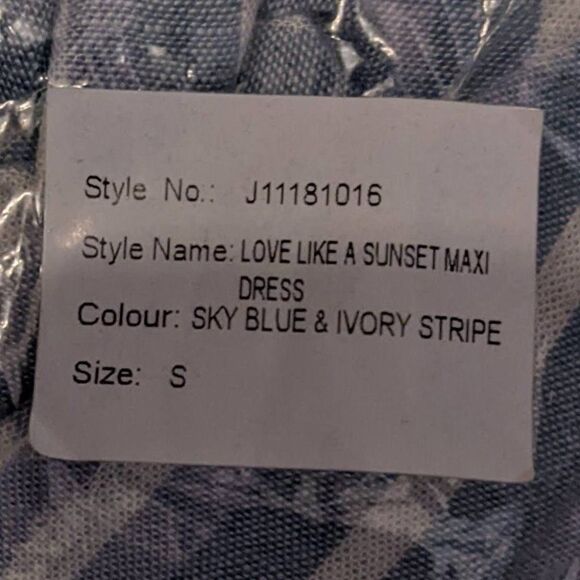 Style No.: J11181016
Style Name: LOVE LIKE A SUNSET MAXI
DRESS
Colour: SKY BLUE & IVORY STRIPE
Size: S